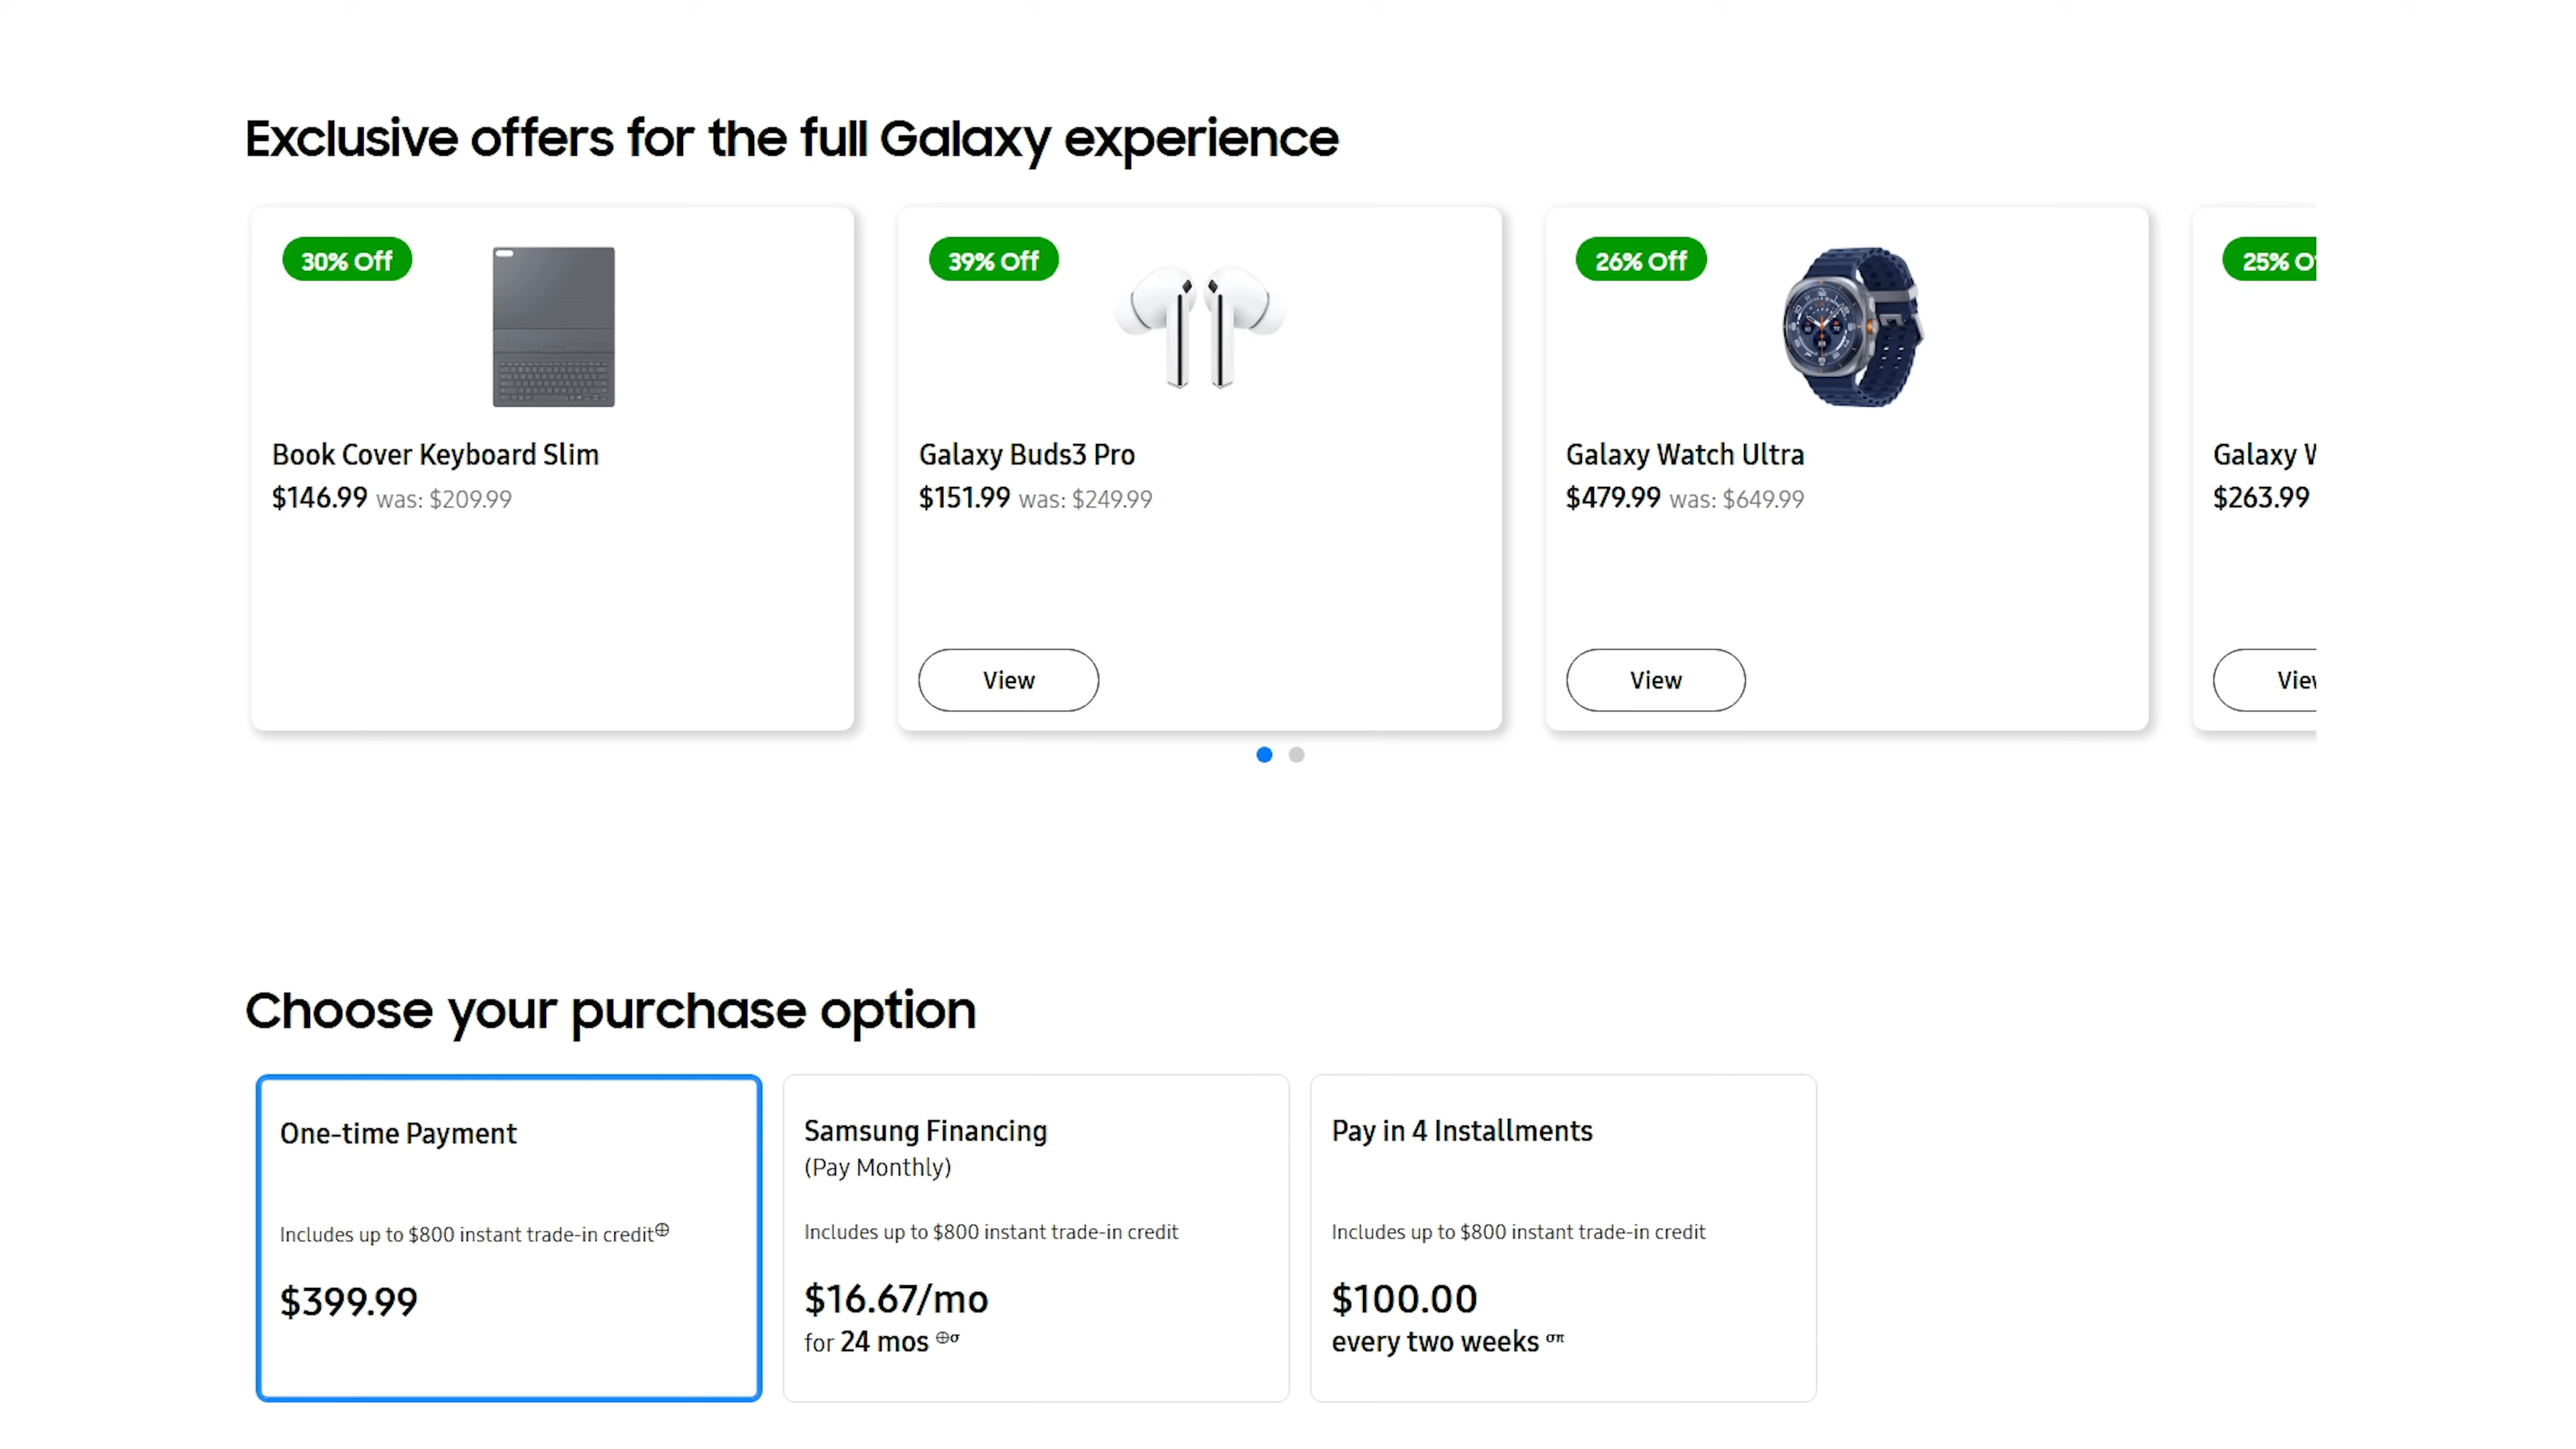 Exclusive offers for the full Galaxy experience
30% Off
Book Cover Keyboard Slim
$146.99 was: $209.99
39% Off
Galaxy Buds3 Pro
$151.99 was: $249.99
View
26% Off
Galaxy Watch Ultra
$479.99 was: $649.99
View
25% O
Galaxy
$263.99
Choose your purchase option
One-time Payment
Includes up to $800 instant trade-in credit⊕
$399.99
Samsung Financing
(Pay Monthly)
Includes up to $800 instant trade-in credit
$16.67/mo
for 24 mos ⊕σ
Pay in 4 Installments
Includes up to $800 instant trade-in credit
$100.00
every two weeks σπ